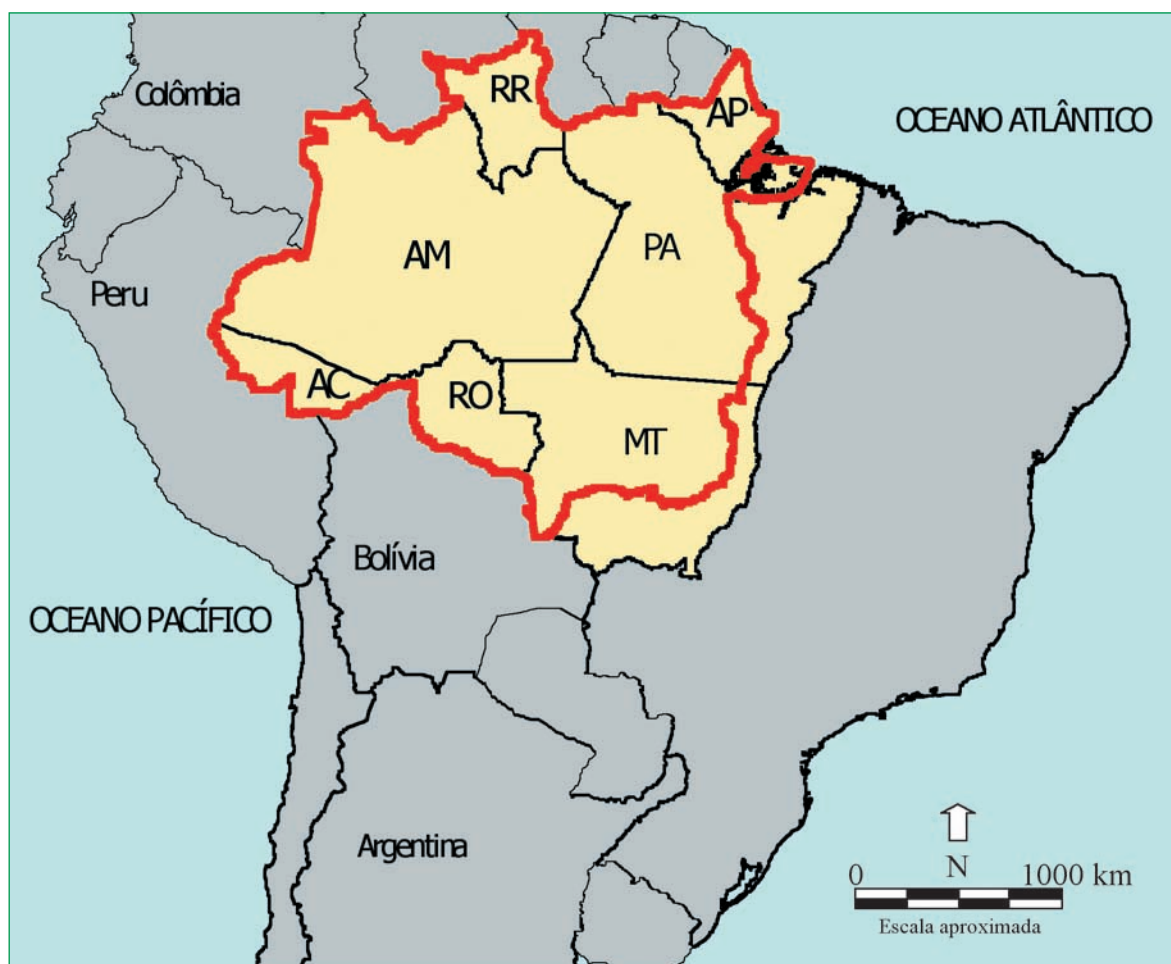 RR
Colômbia
AP
OCEANO ATLÂNTICO
AM
PA
Peru
AC
RO
MT
Bolívia
OCEANO PACÍFICO
Argentina
N
0 1000 km
Escala aproximada